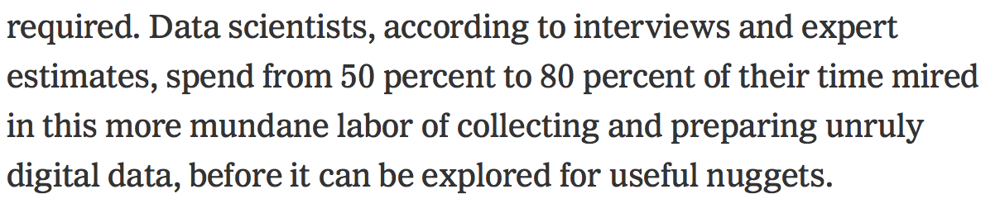 required. Data scientists, according to interviews and expert
estimates, spend from 50 percent to 80 percent of their time mired
in this more mundane labor of collecting and preparing unruly
digital data, before it can be explored for useful nuggets.